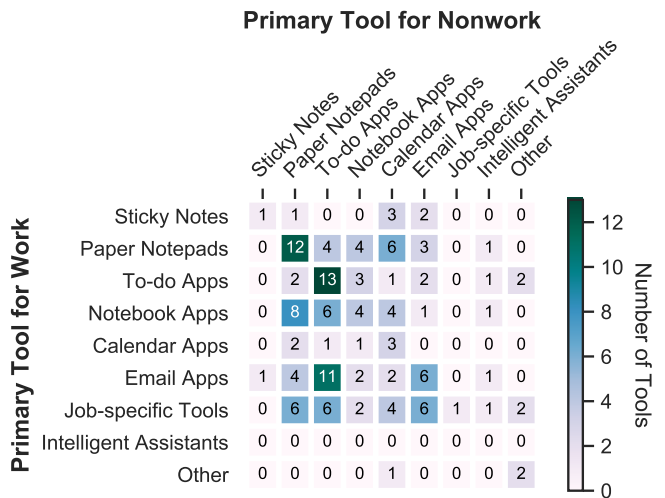 Primary Tool for Nonwork
Sticky Notes
Paper Notepads
To-do Apps
Notebook Apps
Calendar Apps
Email Apps
Job-specific Tools
Intelligent Assistants
Other
Primary Tool for Work
Sticky Notes 1 1 0 0 3 2 0 0 0
Paper Notepads 0 12 4 4 6 3 0 1 0
To-do Apps 0 2 13 3 1 2 0 1 2
Notebook Apps 0 8 6 4 4 1 0 1 0
Calendar Apps 0 2 1 1 3 0 0 0 0
Email Apps 1 4 11 2 2 6 0 1 0
Job-specific Tools 0 6 6 2 4 6 1 1 2
Intelligent Assistants 0 0 0 0 0 0 0 0 0
Other 0 0 0 0 1 0 0 0 2
12
10
8
6
4
2
0
Number of Tools